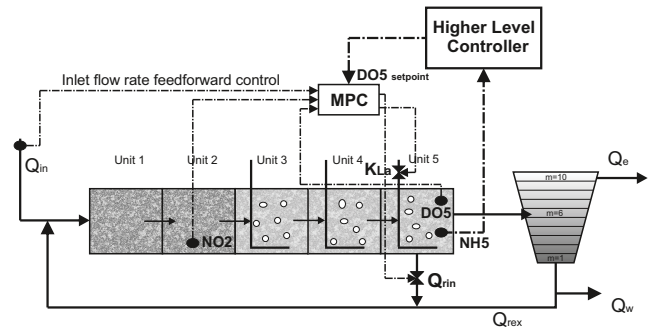 Higher Level
Controller
Inlet flow rate feedforward control
DO5 setpoint
MPC
Qin
Unit 1
Unit 2
Unit 3
Unit 4
Unit 5
KLa
Qe
m=10
m=6
m=1
DO5
NO2
NH5
Qrin
Qw
Qrex